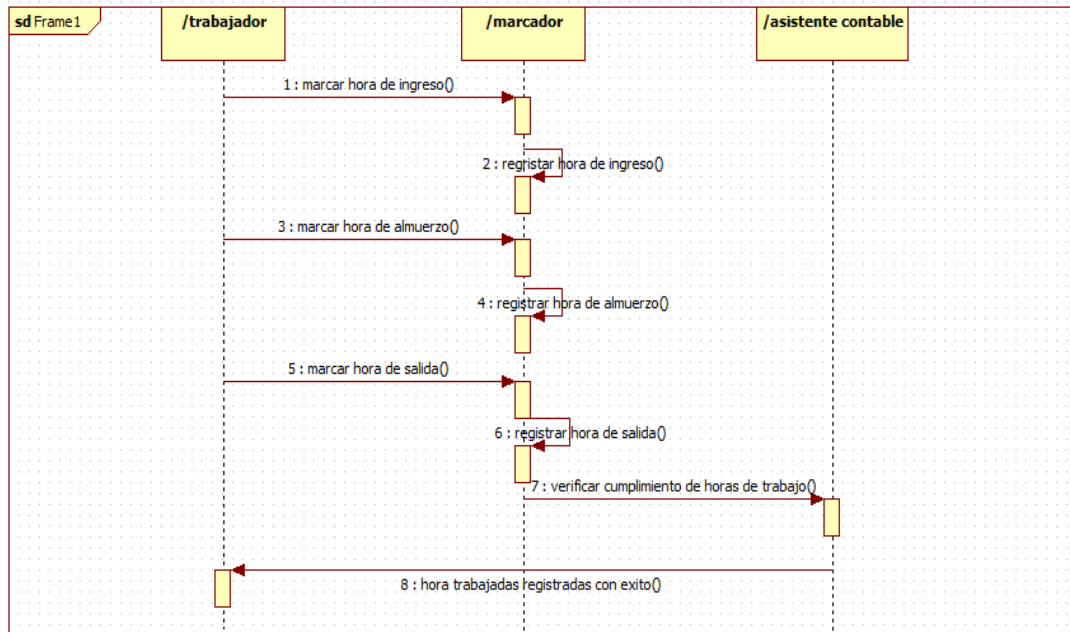 sd Frame1
/trabajador
/marcador
/asistente contable
1 : marcar hora de ingreso()
2 : regristar hora de ingreso()
3 : marcar hora de almuerzo()
4 : registrar hora de almuerzo()
5 : marcar hora de salida()
6 : registrar hora de salida()
7 : verificar cumplimiento de horas de trabajo()
8 : hora trabajadas registradas con exito()